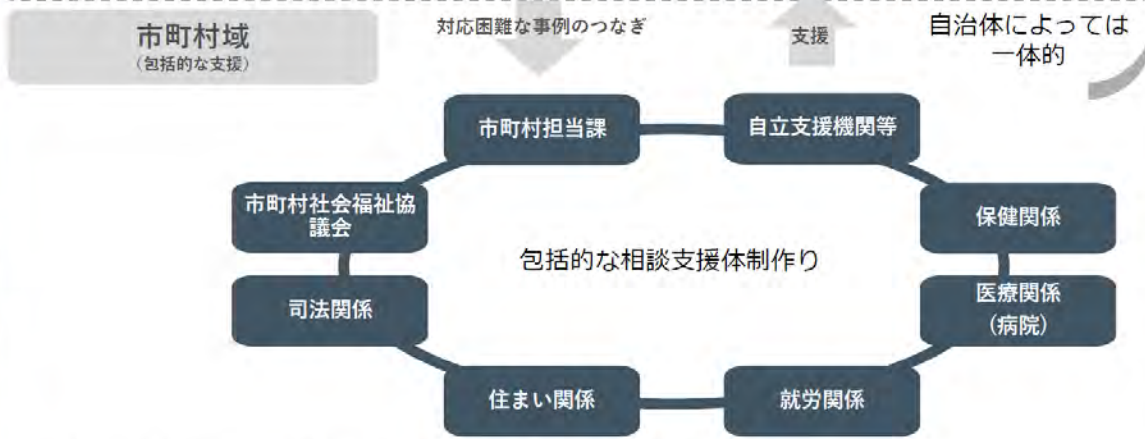 市町村域
(包括的な支援)
対応困難な事例のつなぎ
支援
自治体によっては
一体的
市町村担当課
自立支援機関等
市町村社会福祉協
議会
保健関係
包括的な相談支援体制作り
司法関係
医療関係
(病院)
住まい関係
就労関係